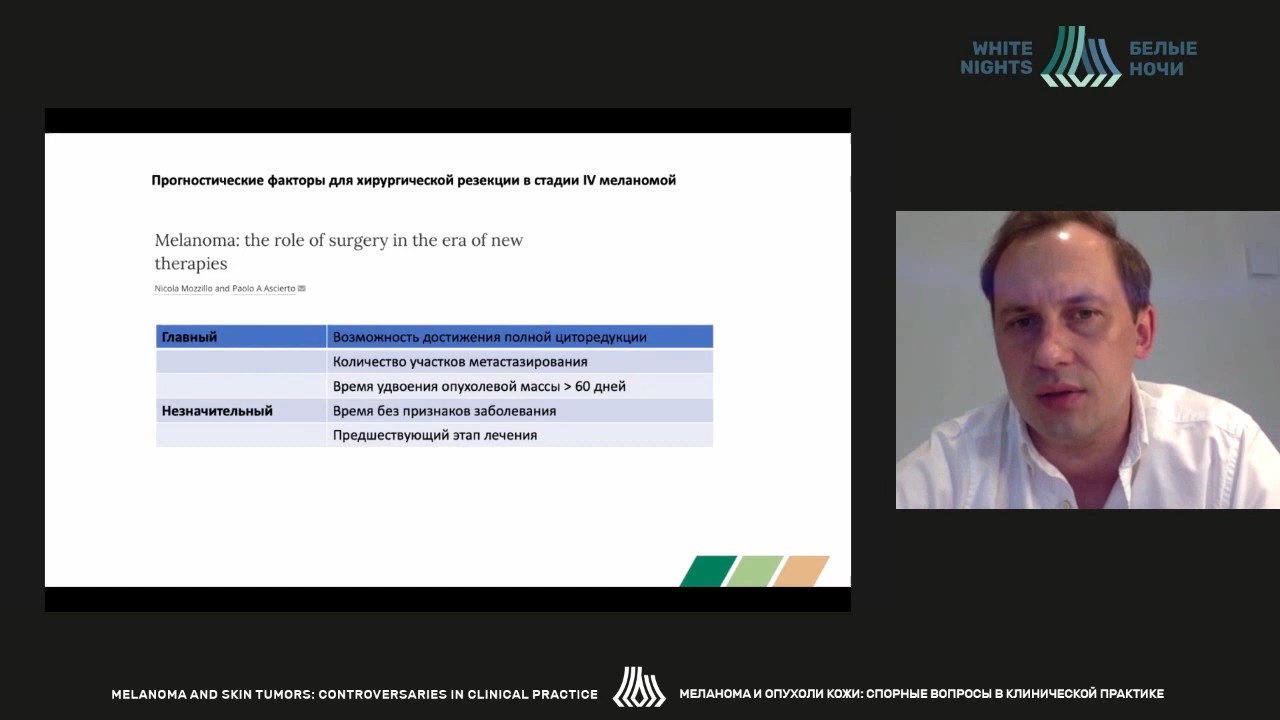 WHITE
NIGHTS
БЕЛЫЕ
НОЧИ
Прогностические факторы для хирургической резекции в стадии IV меланомой
Melanoma: the role of surgery in the era of new
therapies
Nicola Mozzillo and Paolo A Ascierto
Главный Возможность достижения полной циторедукции
Количество участков метастазирования
Время удвоения опухолевой массы > 60 дней
Незначительный Время без признаков заболевания
Предшествующий этап лечения
MELANOMA AND SKIN TUMORS: CONTROVERSARIES IN CLINICAL PRACTICE
МЕЛАНОМА И ОПУХОЛИ КОЖИ: СПОРНЫЕ ВОПРОСЫ В КЛИНИЧЕСКОЙ ПРАКТИКЕ